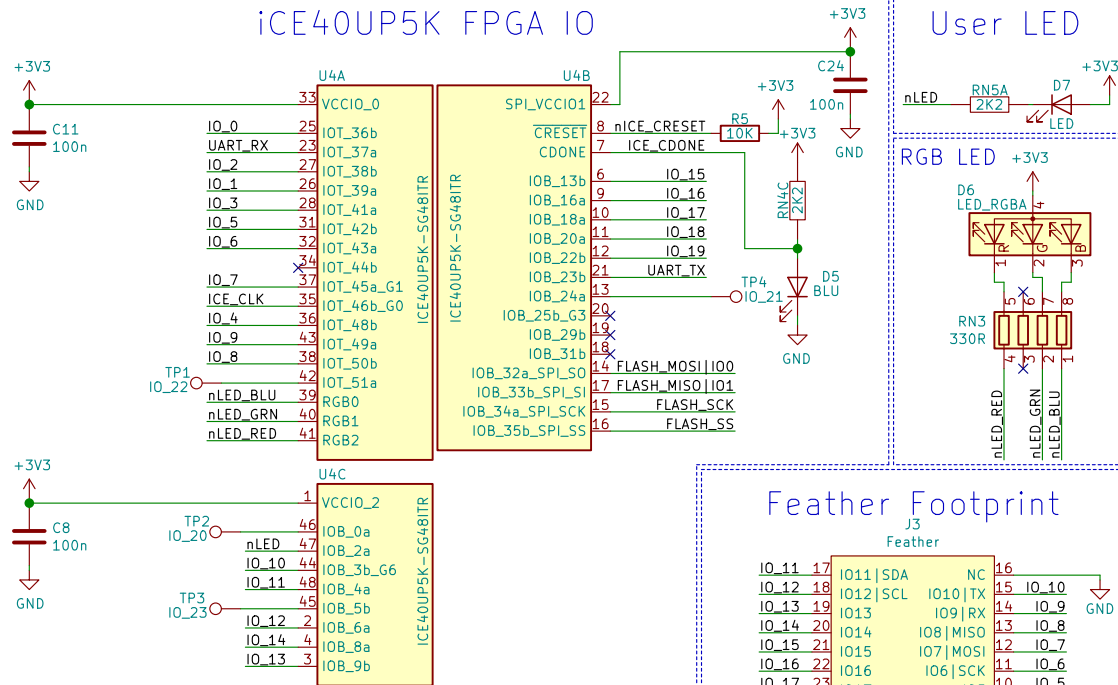 iCE40UP5K FPGA IO
+3V3
C11
100n
GND
U4A
33 VCCIO_0
IO_0 25 IOT_36b
UART_RX 23 IOT_37a
IO_2 27 IOT_38b
IO_1 26 IOT_39a
IO_3 28 IOT_41a
IO_5 31 IOT_42b
IO_6 32 IOT_43a
34 IOT_44b
IO_7 37 IOT_45a_G1
ICE_CLK 35 IOT_46b_G0
IO_4 36 IOT_48b
IO_9 43 IOT_49a
IO_8 38 IOT_50b
TP1
IO_22
42 IOT_51a
nLED_BLU 39 RGB0
nLED_GRN 40 RGB1
nLED_RED 41 RGB2
iCE40UP5K-SG48ITR
U4B
iCE40UP5K-SG48ITR
SPI_VCCIO1 22
CRESET 8 nICE_CRESET
CDONE 7 ICE_CDONE
IOB_13b 6 IO_15
IOB_16a 9 IO_16
IOB_18a 10 IO_17
IOB_20a 11 IO_18
IOB_22b 12 IO_19
IOB_23b 21 UART_TX
IOB_24a 13
TP4
IO_21
IOB_25b_G3 20
IOB_29b 19
IOB_31b 18
IOB_32a_SPI_SO 14 FLASH_MOSI|IO0
IOB_33b_SPI_SI 17 FLASH_MISO|IO1
IOB_34a_SPI_SCK 15 FLASH_SCK
IOB_35b_SPI_SS 16 FLASH_SS
+3V3
C24
100n
GND
+3V3
R5
10K
+3V3
RN4C
2K2
D5
BLU
GND
+3V3
C8
100n
GND
U4C
1 VCCIO_2
TP2
IO_20
46 IOB_0a
nLED 47 IOB_2a
IO_10 44 IOB_3b_G6
IO_11 48 IOB_4a
TP3
IO_23
45 IOB_5b
IO_12 2 IOB_6a
IO_14 4 IOB_8a
IO_13 3 IOB_9b
iCE40UP5K-SG48ITR
User LED
+3V3
nLED
RN5A
2K2
D7
LED
RGB LED
+3V3
D6
LED_RGBA
4
R G B
1 2 3
5 6 7 8
RN3
330R
4 3 2 1
nLED_RED
nLED_GRN
nLED_BLU
Feather Footprint
J3
Feather
IO_11 17 IO11|SDA
IO_12 18 IO12|SCL
IO_13 19 IO13
IO_14 20 IO14
IO_15 21 IO15
IO_16 22 IO16
IO_17 23
NC 16
GND
IO10|TX 15 IO_10
IO9|RX 14 IO_9
IO8|MISO 13 IO_8
IO7|MOSI 12 IO_7
IO6|SCK 11 IO_6
10 IO_5